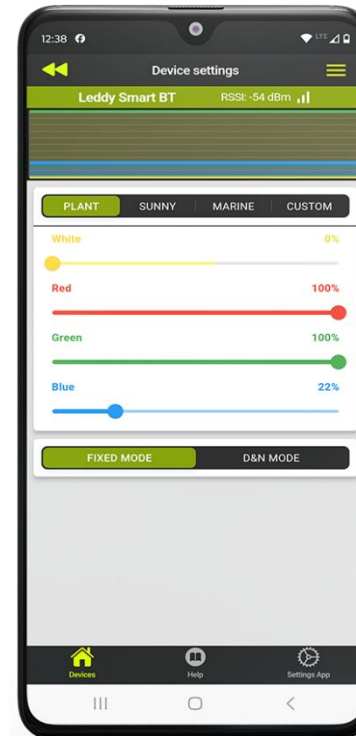 12:38 LTE
Device settings
Leddy Smart BT RSSI: -54 dBm
PLANT SUNNY MARINE CUSTOM
White 0%
Red 100%
Green 100%
Blue 22%
FIXED MODE D&N MODE
Devices Help Settings App